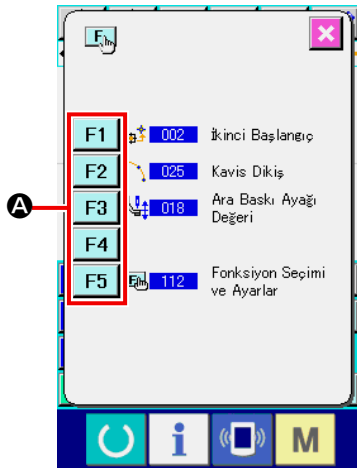 F
F1 002 İkinci Başlangıç
F2 025 Kavis Dikiş
A F3 018 Ara Baskı Ayağı
Değeri
F4
F5 F 112 Fonksiyon Seçimi
ve Ayarlar
i M